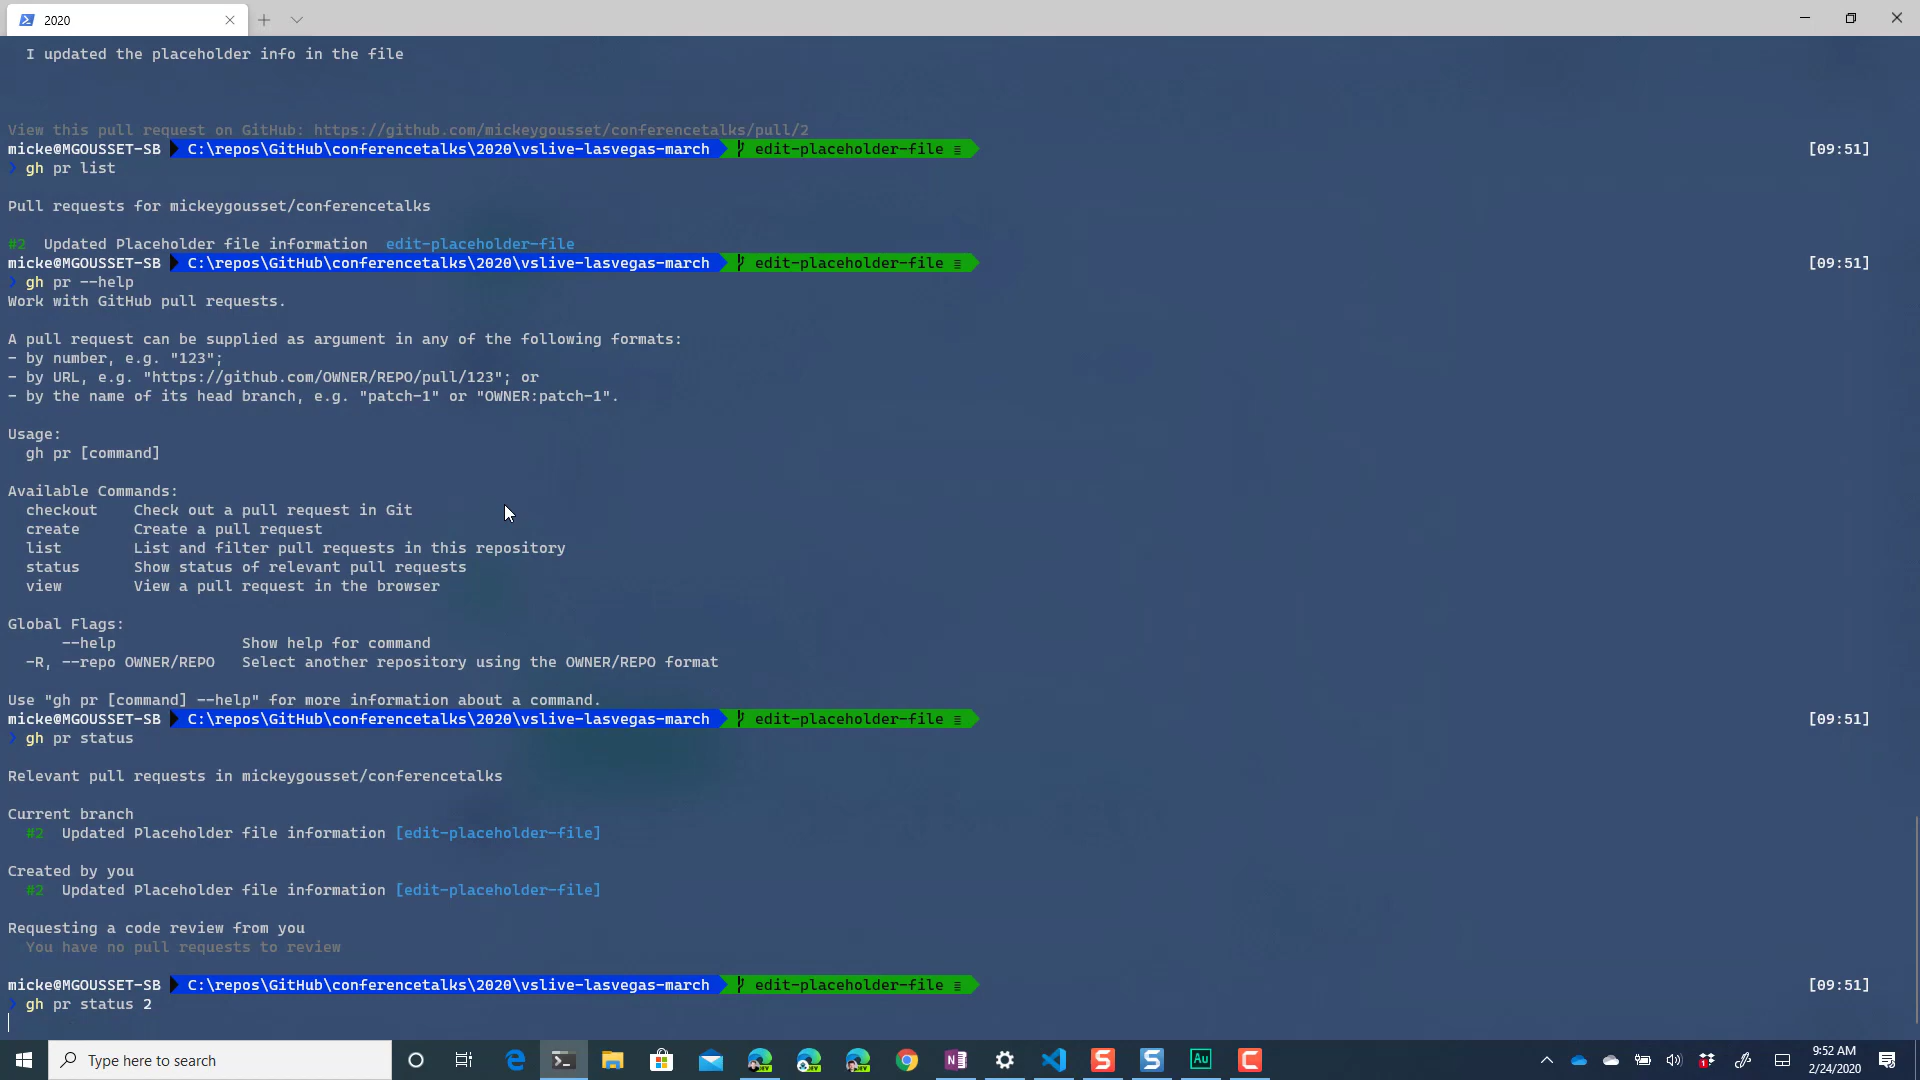 2020
I updated the placeholder info in the file
View this pull request on GitHub: https://github.com/mickeygousset/conferencetalks/pull/2
micke@MGOUSSET-SB C:\repos\GitHub\conferencetalks\2020\vslive-lasvegas-march edit-placeholder-file ≡ [09:51]
❯ gh pr list
Pull requests for mickeygousset/conferencetalks
#2 Updated Placeholder file information edit-placeholder-file
micke@MGOUSSET-SB C:\repos\GitHub\conferencetalks\2020\vslive-lasvegas-march edit-placeholder-file ≡ [09:51]
❯ gh pr --help
Work with GitHub pull requests.
A pull request can be supplied as argument in any of the following formats:
- by number, e.g. "123";
- by URL, e.g. "https://github.com/OWNER/REPO/pull/123"; or
- by the name of its head branch, e.g. "patch-1" or "OWNER:patch-1".
Usage:
gh pr [command]
Available Commands:
checkout Check out a pull request in Git
create Create a pull request
list List and filter pull requests in this repository
status Show status of relevant pull requests
view View a pull request in the browser
Global Flags:
--help Show help for command
-R, --repo OWNER/REPO Select another repository using the OWNER/REPO format
Use "gh pr [command] --help" for more information about a command.
micke@MGOUSSET-SB C:\repos\GitHub\conferencetalks\2020\vslive-lasvegas-march edit-placeholder-file ≡ [09:51]
❯ gh pr status
Relevant pull requests in mickeygousset/conferencetalks
Current branch
#2 Updated Placeholder file information [edit-placeholder-file]
Created by you
#2 Updated Placeholder file information [edit-placeholder-file]
Requesting a code review from you
You have no pull requests to review
micke@MGOUSSET-SB C:\repos\GitHub\conferencetalks\2020\vslive-lasvegas-march edit-placeholder-file ≡ [09:51]
❯ gh pr status 2
Type here to search
9:52 AM
2/24/2020